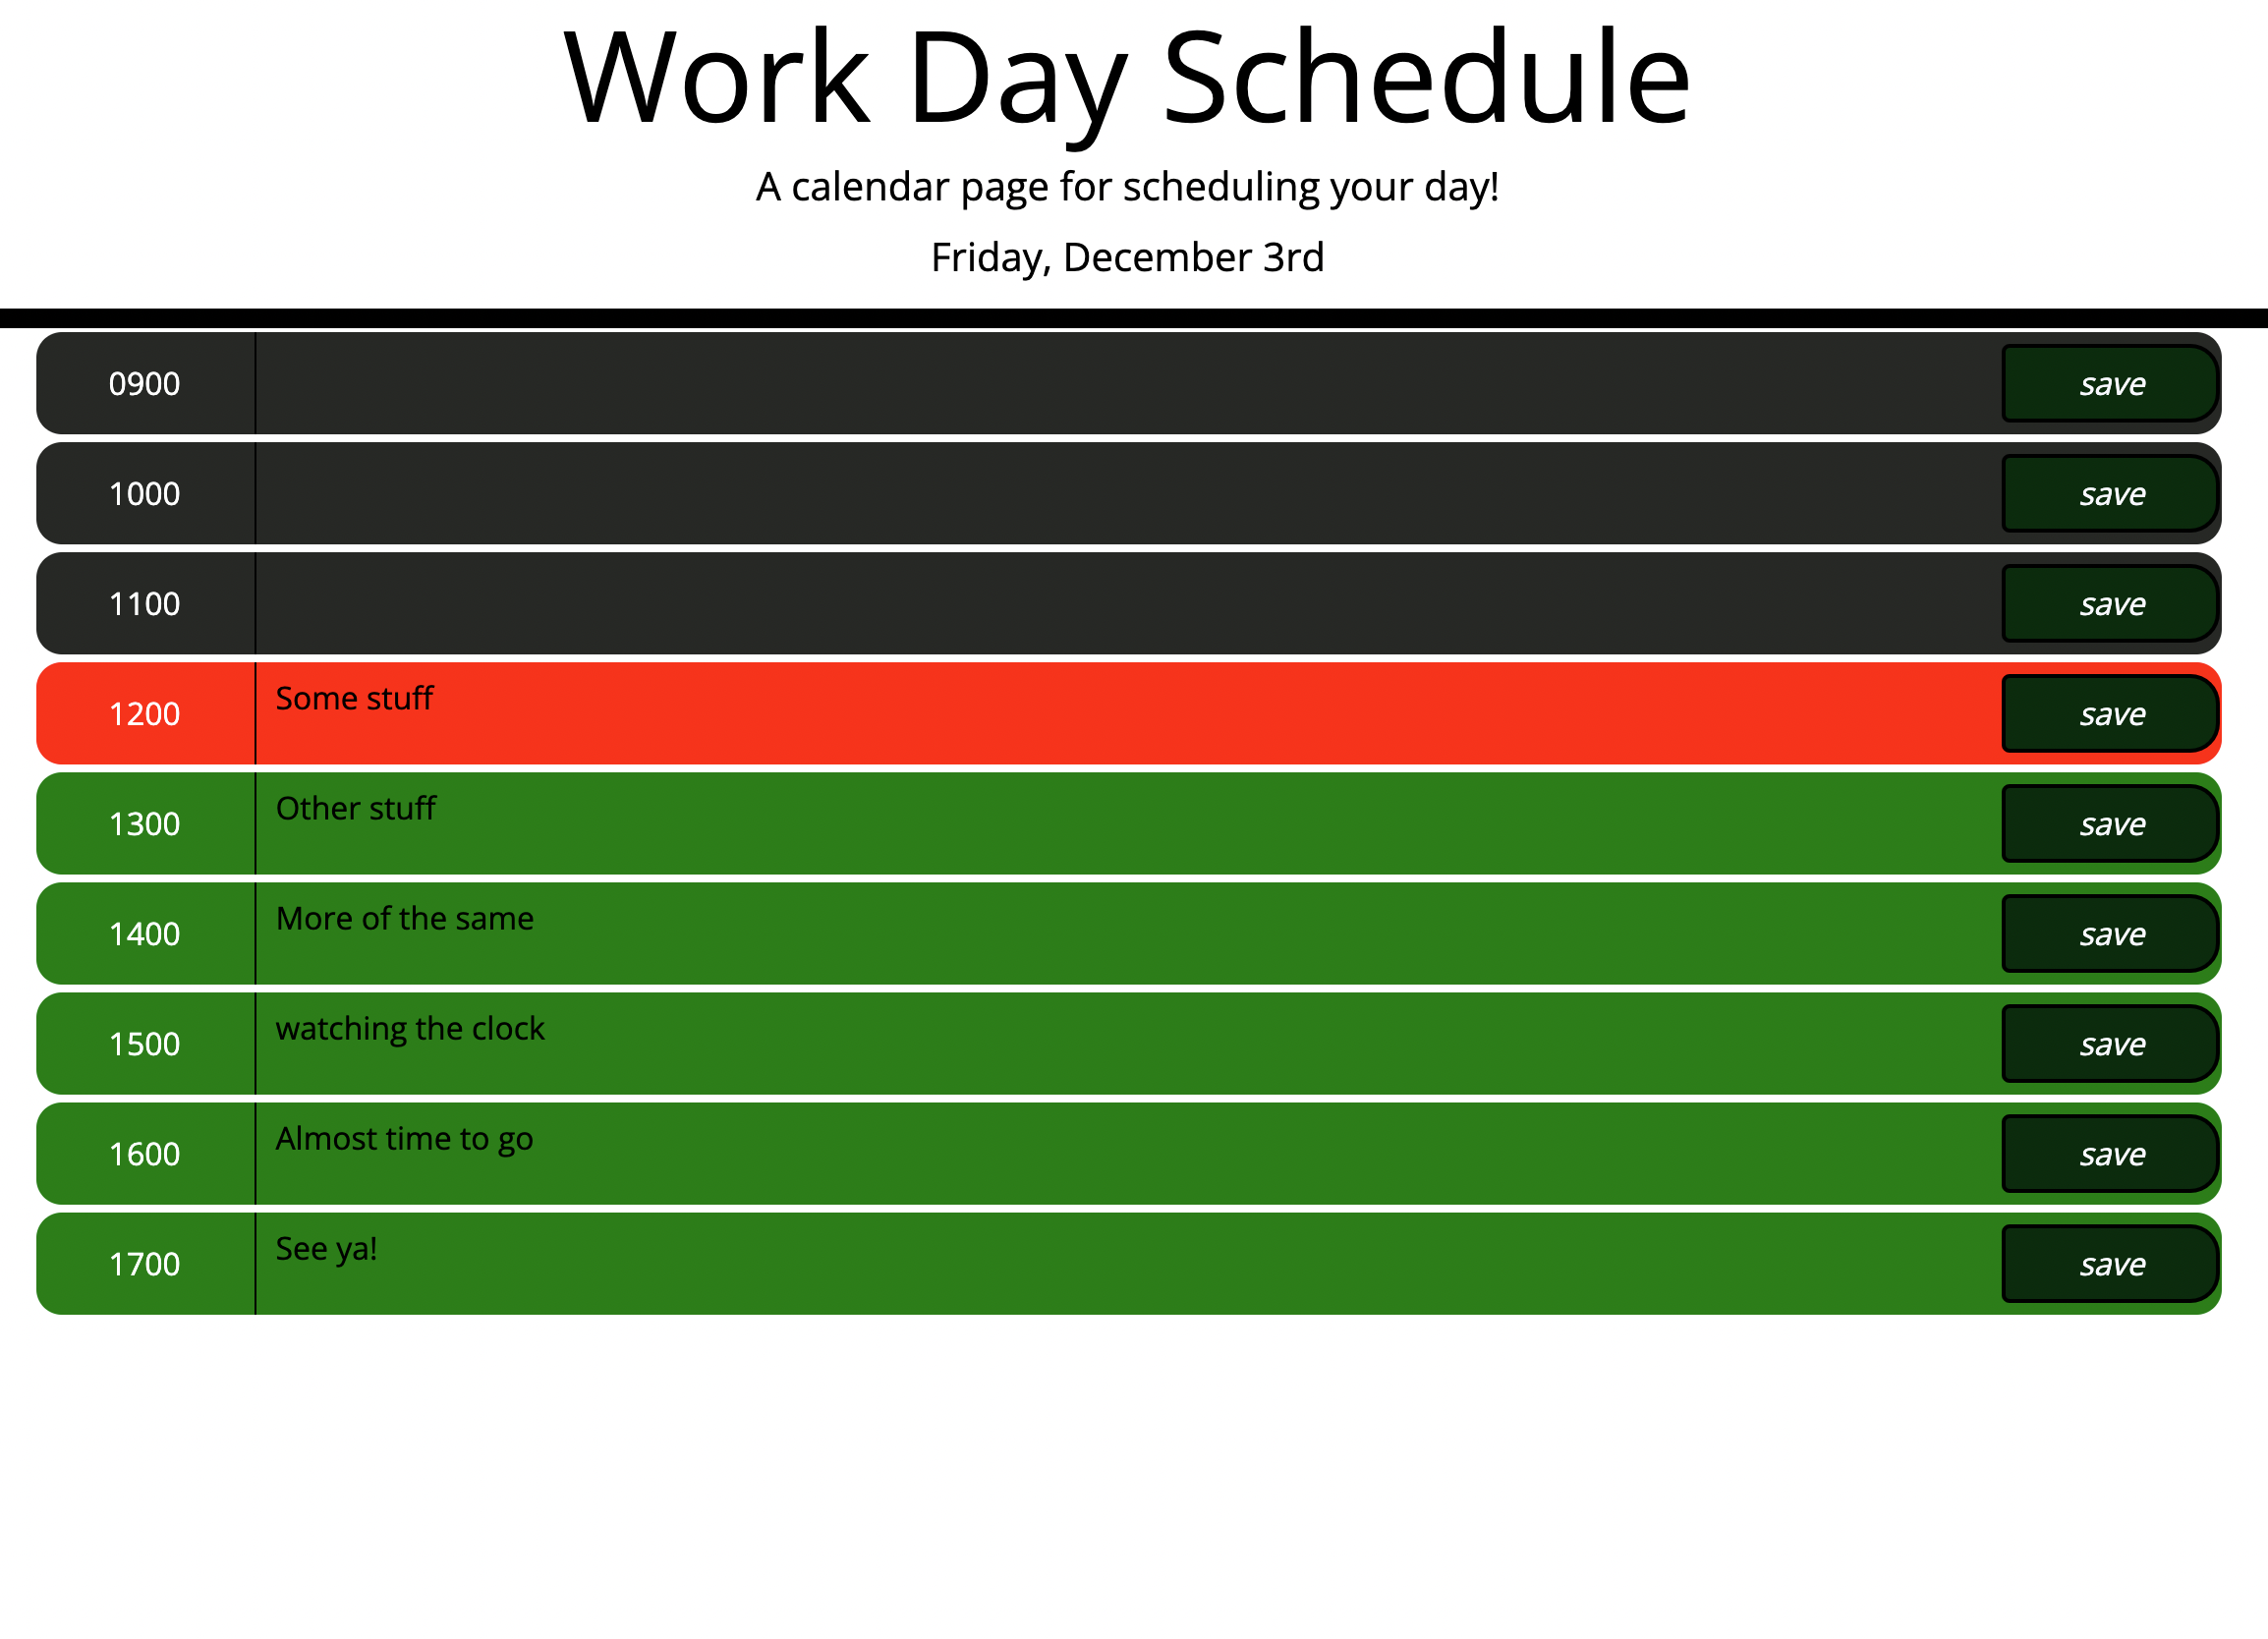 Work Day Schedule
A calendar page for scheduling your day!
Friday, December 3rd
0900 save
1000 save
1100 save
1200 Some stuff save
1300 Other stuff save
1400 More of the same save
1500 watching the clock save
1600 Almost time to go save
1700 See ya! save